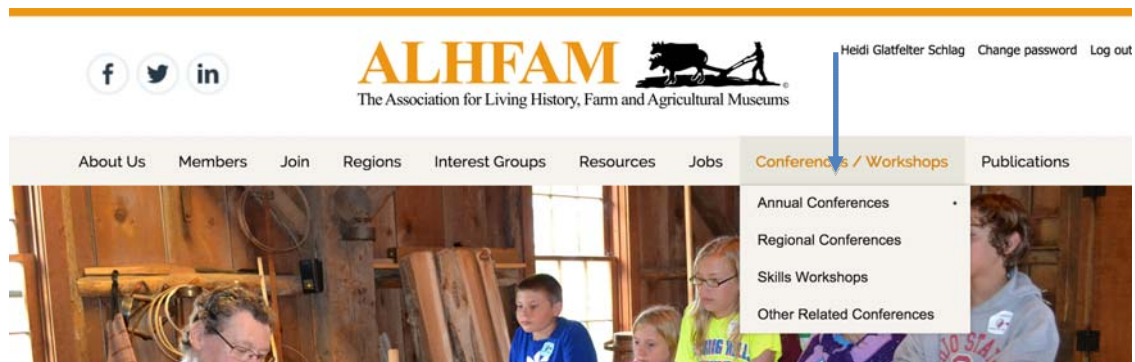 f in
ALHFAM
The Association for Living History, Farm and Agricultural Museums
Heidi Glatfelter Schlag Change password Log out
About Us Members Join Regions Interest Groups Resources Jobs Conferences / Workshops Publications
Annual Conferences
Regional Conferences
Skills Workshops
Other Related Conferences